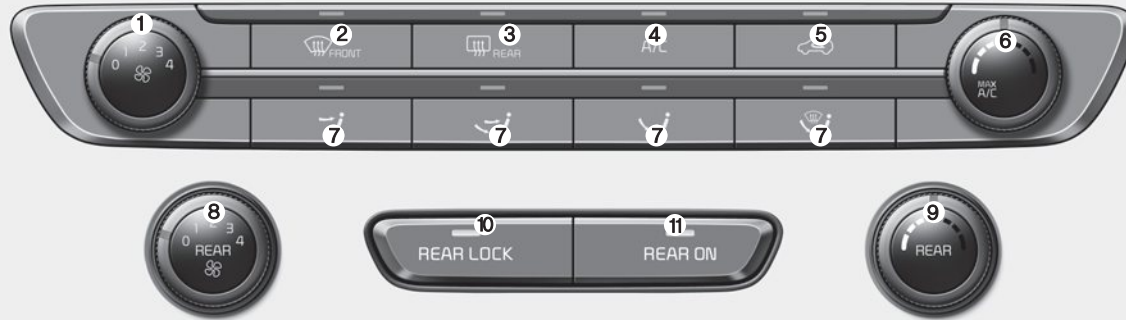 1
0 1 2 3 4
2 FRONT
3 REAR
4 A/C
5
6
MAX
A/C
7 7 7 7
8
0 1 2 3 4
REAR
9
REAR
10
REAR LOCK
11
REAR ON